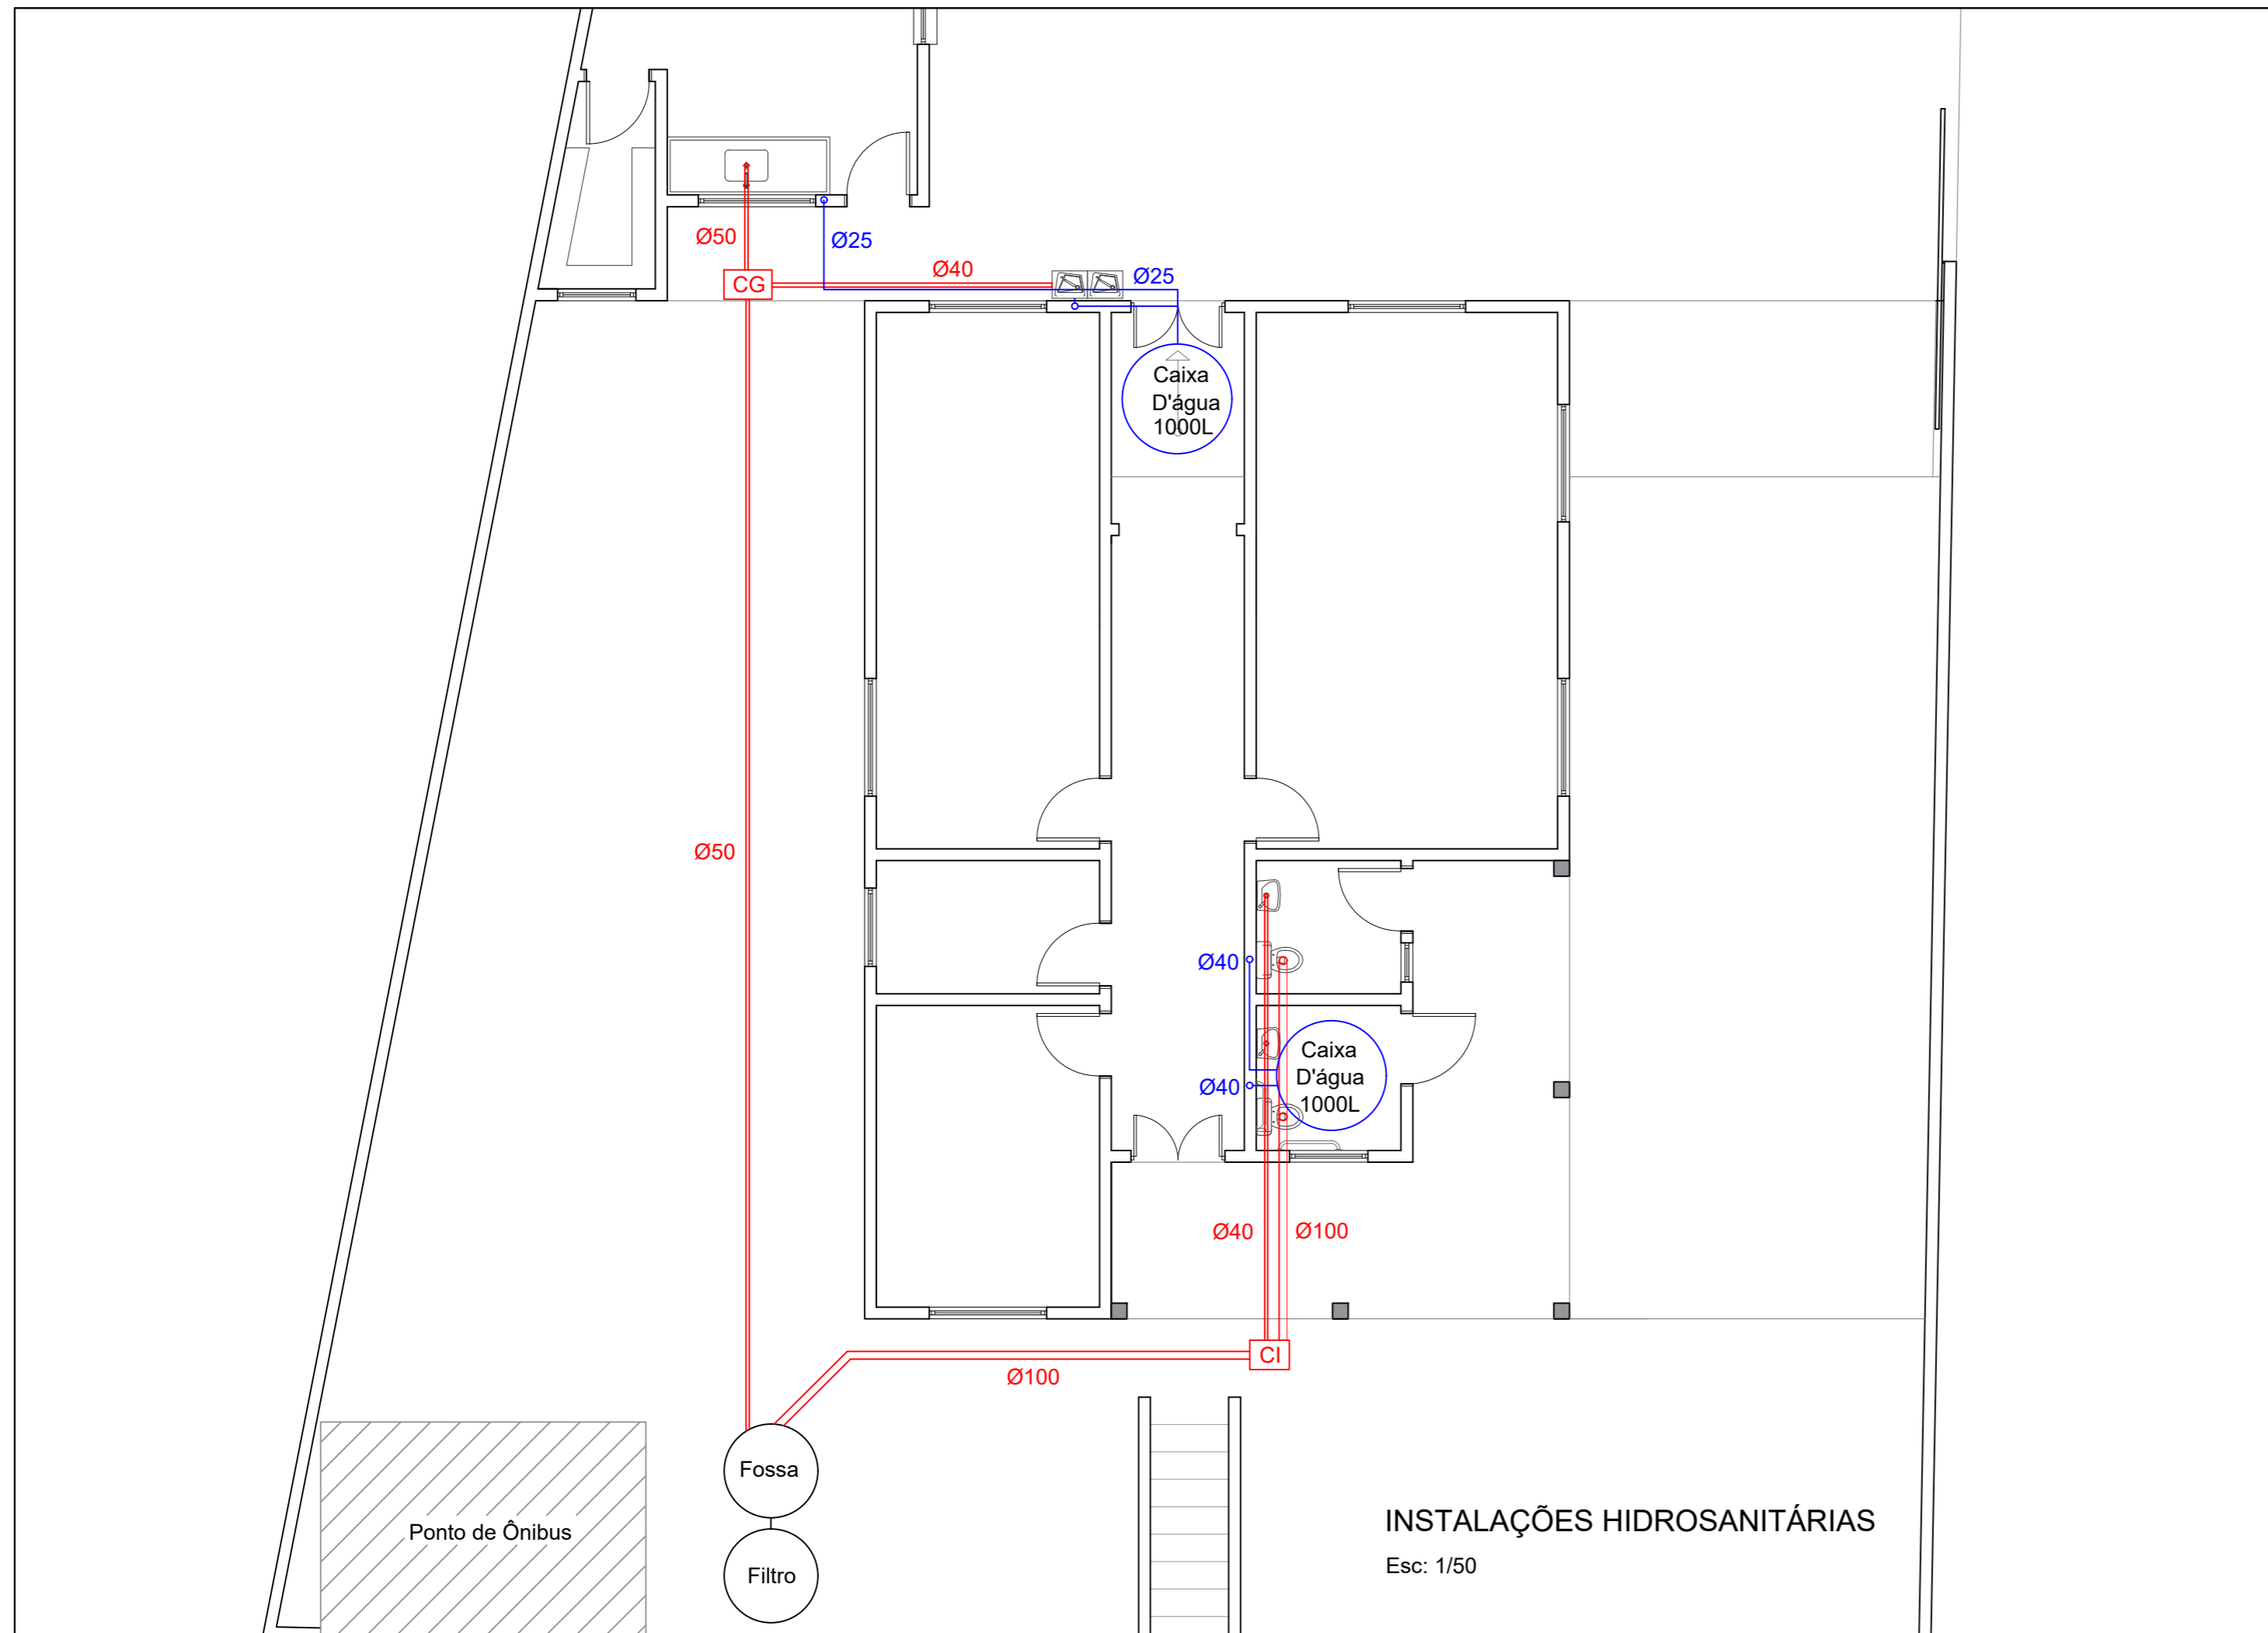 Ø50
Ø25
CG
Ø40
Ø25
Caixa
D'água
1000L
Ø50
Ø40
Ø40
Caixa
D'água
1000L
Ø40
Ø100
CI
Ø100
Fossa
Ponto de Ônibus
Filtro
INSTALAÇÕES HIDROSANITÁRIAS
Esc: 1/50